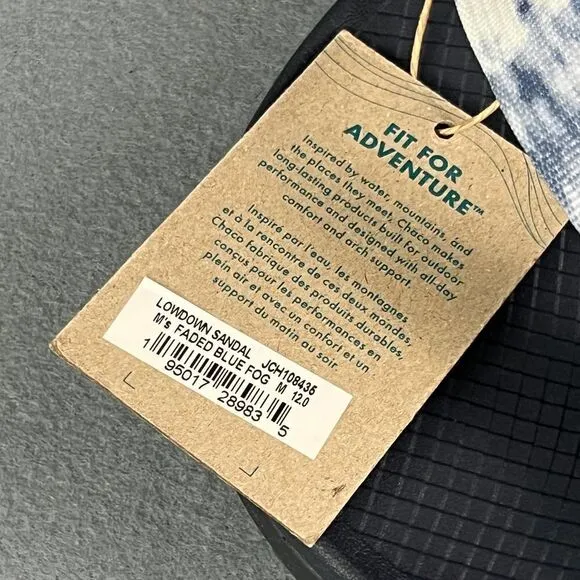 FIT FOR
ADVENTURE™
Inspired by water, mountains, and
the places they meet, Chaco makes
long-lasting products built for outdoor
performance and designed with all-day
comfort and arch support.
Inspiré par l'eau, les montagnes
et à la rencontre de ces deux mondes,
Chaco fabrique des produits durables,
conçus pour les performances en
plein air et avec un confort et un
support du matin au soir.
LOWDOWN SANDAL JCH108435
M's FADED BLUE FOG M 12.0
1 95017 28983 5